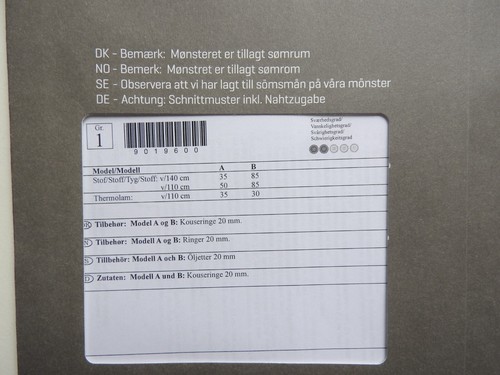 DK - Bemærk: Mønsteret er tillagt sømrum
NO - Bemerk: Mønstret er tillagt sømrom
SE - Observera att vi har lagt till sömsmån på våra mönster
DE - Achtung: Schnittmuster inkl. Nahtzugabe
Gr.
1
9019600
Sværhedsgrad/
Vanskelighetsgrad/
Svårighetsgrad/
Schwierigkeitsgrad
Model/Modell A B
Stof/Stoff/Tyg/Stoff: v/140 cm 35 85
v/110 cm 50 85
Thermolam: v/110 cm 35 30
DK Tilbehør: Model A og B: Kouseringe 20 mm.
N Tilbehør: Modell A og B: Ringer 20 mm.
S Tillbehör: Modell A och B: Öljetter 20 mm
D Zutaten: Modell A und B: Kouseringe 20 mm.